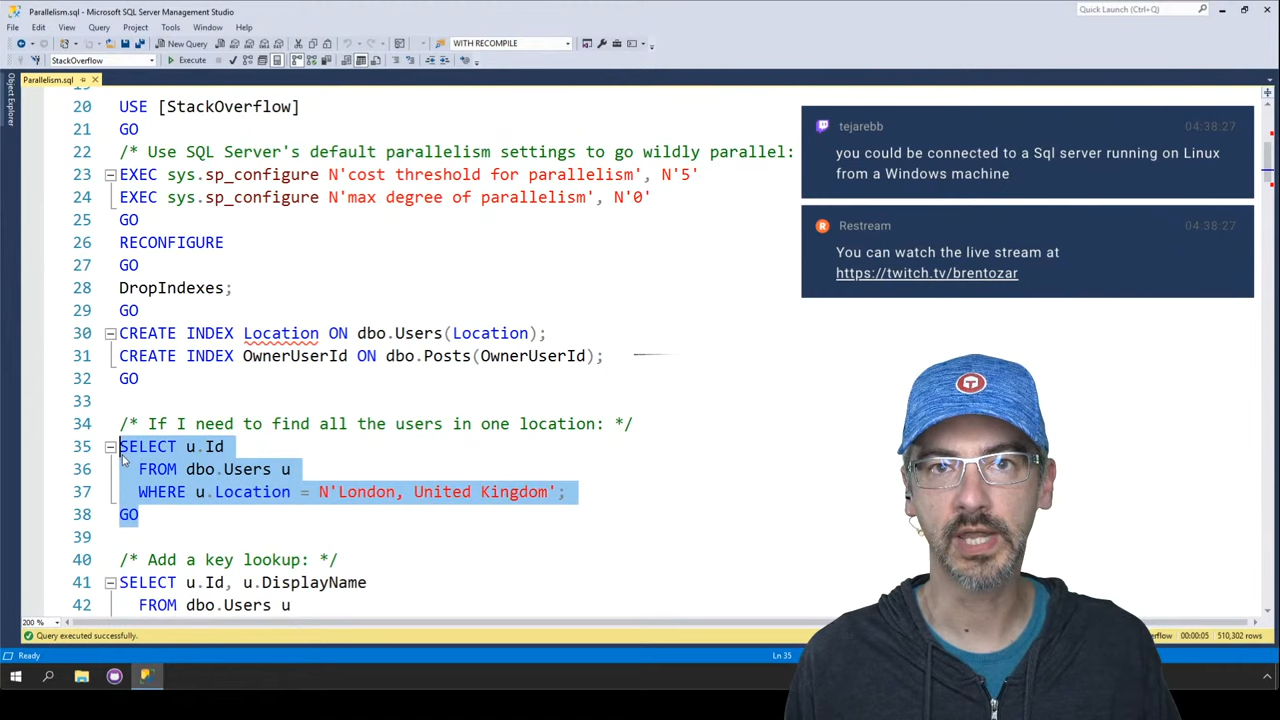 Parallelism.sql - Microsoft SQL Server Management Studio
Quick Launch (Ctrl+Q)
File Edit View Query Project Tools Window Help
New Query
WITH RECOMPILE
StackOverflow
Execute
Parallelism.sql
Object Explorer
20 USE [StackOverflow]
21 GO
22 /* Use SQL Server's default parallelism settings to go wildly parallel:
23 EXEC sys.sp_configure N'cost threshold for parallelism', N'5'
24 EXEC sys.sp_configure N'max degree of parallelism', N'0'
25 GO
26 RECONFIGURE
27 GO
28 DropIndexes;
29 GO
30 CREATE INDEX Location ON dbo.Users(Location);
31 CREATE INDEX OwnerUserId ON dbo.Posts(OwnerUserId);
32 GO
33
34 /* If I need to find all the users in one location: */
35 SELECT u.Id
36 FROM dbo.Users u
37 WHERE u.Location = N'London, United Kingdom';
38 GO
39
40 /* Add a key lookup: */
41 SELECT u.Id, u.DisplayName
42 FROM dbo.Users u
tejarebb 04:38:27
you could be connected to a Sql server running on Linux
from a Windows machine
Restream 04:38:27
You can watch the live stream at
https://twitch.tv/brentozar
200 %
Query executed successfully.
00:00:05 510,302 rows
Ready
Ln 35